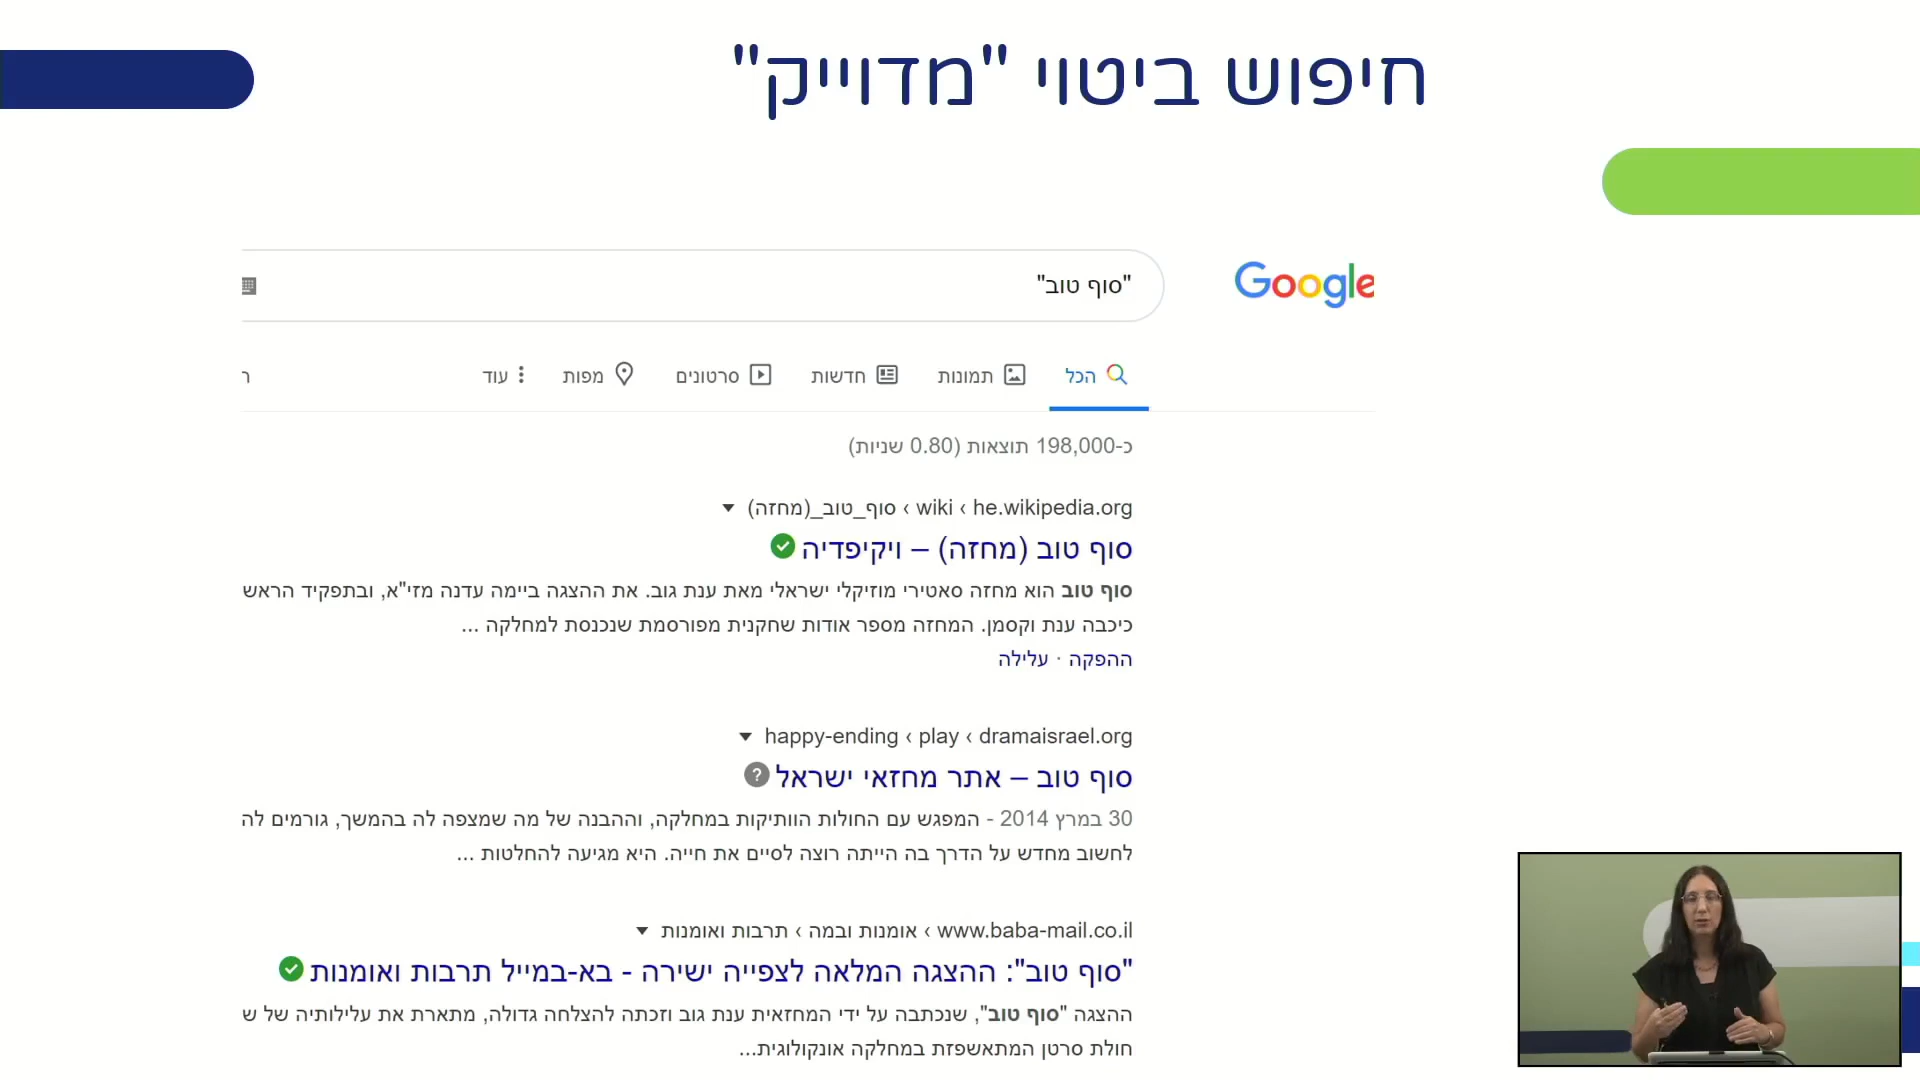 חיפוש ביטוי "מדוייק"
Google
"סוף טוב"
הכל
תמונות
חדשות
סרטונים
מפות
עוד
כ-198,000 תוצאות (0.80 שניות)
he.wikipedia.org › wiki › סוף_טוב_(מחזה)
סוף טוב (מחזה) – ויקיפדיה
סוף טוב הוא מחזה סאטירי מוזיקלי ישראלי מאת ענת גוב. את ההצגה ביימה עדנה מזי"א, ובתפקיד הראש
כיכבה ענת וקסמן. המחזה מספר אודות שחקנית מפורסמת שנכנסת למחלקה ...
ההפקה · עלילה
dramaisrael.org › play › happy-ending
סוף טוב – אתר מחזאי ישראל
30 במרץ 2014 - המפגש עם החולות הוותיקות במחלקה, וההבנה של מה שמצפה לה בהמשך, גורמים לה
לחשוב מחדש על הדרך בה הייתה רוצה לסיים את חייה. היא מגיעה להחלטות ...
www.baba-mail.co.il › אומנות ובמה › תרבות ואומנות
"סוף טוב": ההצגה המלאה לצפייה ישירה - בא-במייל תרבות ואומנות
ההצגה "סוף טוב", שנכתבה על ידי המחזאית ענת גוב וזכתה להצלחה גדולה, מתארת את עלילותיה של ש
חולת סרטן המתאשפזת במחלקה אונקולוגית...